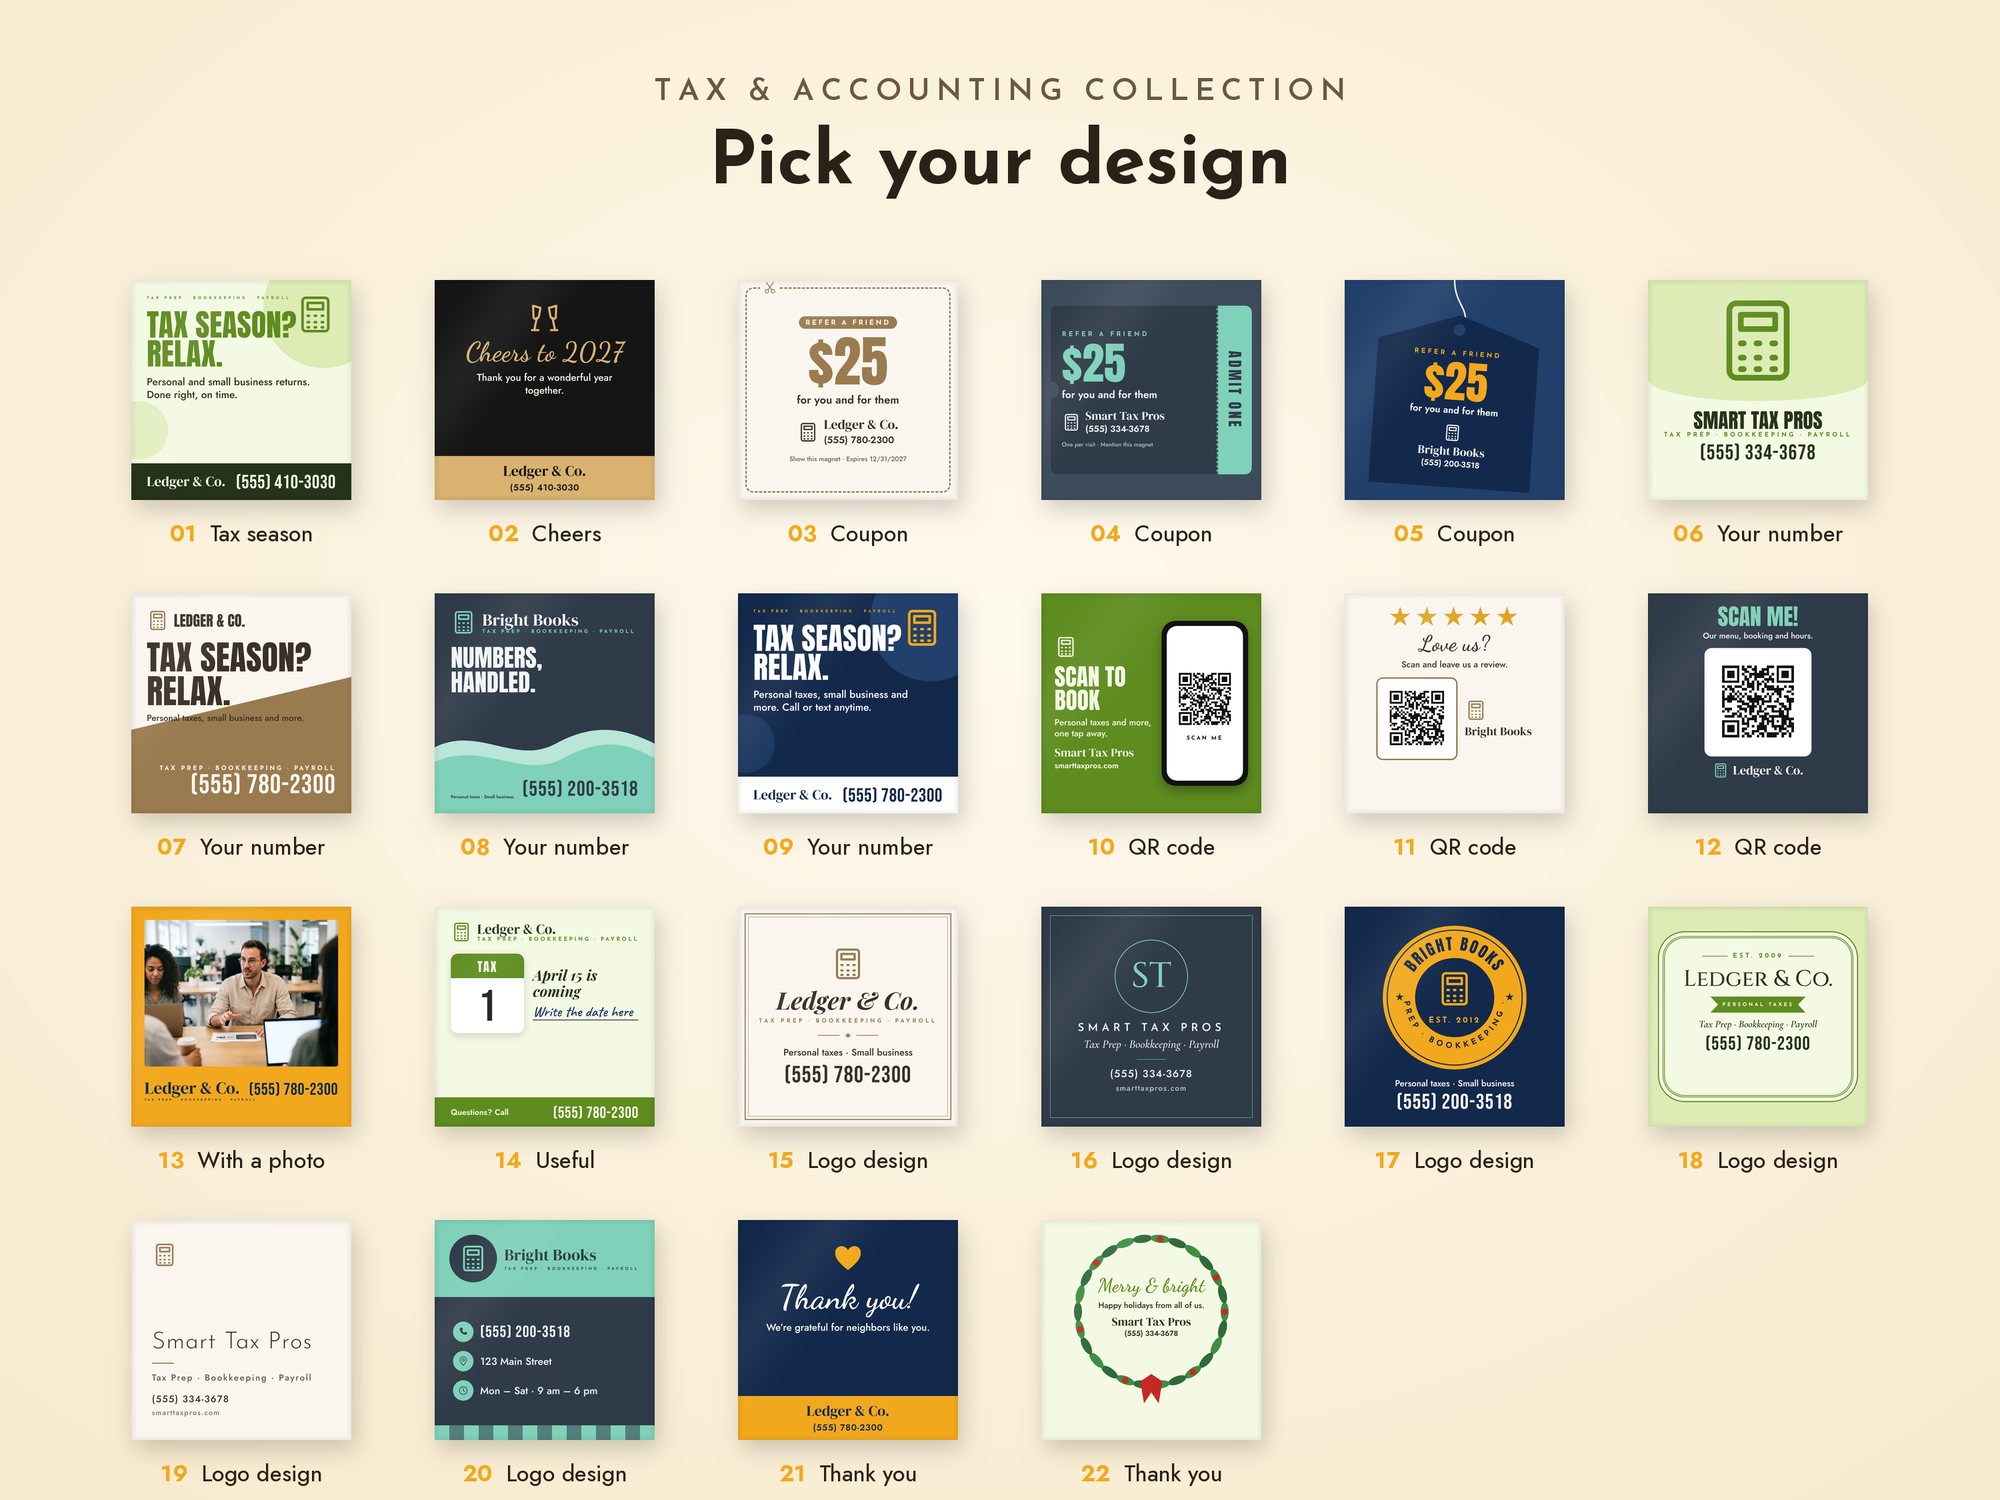 TAX & ACCOUNTING COLLECTION
Pick your design
TAX PREP · BOOKKEEPING · PAYROLL
TAX SEASON?
RELAX.
Personal and small business returns.
Done right, on time.
Ledger & Co. (555) 410-3030
01 Tax season
Cheers to 2027
Thank you for a wonderful year
together.
Ledger & Co.
(555) 410-3030
02 Cheers
REFER A FRIEND
$25
for you and for them
Ledger & Co.
(555) 780-2300
Show this magnet · Expires 12/31/2027
03 Coupon
REFER A FRIEND
$25
for you and for them
Smart Tax Pros
(555) 334-3678
One per visit · Mention this magnet
ADMIT ONE
04 Coupon
REFER A FRIEND
$25
for you and for them
Bright Books
(555) 200-3518
05 Coupon
SMART TAX PROS
TAX PREP · BOOKKEEPING · PAYROLL
(555) 334-3678
06 Your number
LEDGER & CO.
TAX SEASON?
RELAX.
Personal taxes, small business and more.
TAX PREP · BOOKKEEPING · PAYROLL
(555) 780-2300
07 Your number
Bright Books
TAX PREP · BOOKKEEPING · PAYROLL
NUMBERS,
HANDLED.
Personal taxes · Small business (555) 200-3518
08 Your number
TAX PREP · BOOKKEEPING · PAYROLL
TAX SEASON?
RELAX.
Personal taxes, small business and
more. Call or text anytime.
Ledger & Co. (555) 780-2300
09 Your number
SCAN TO
BOOK
Personal taxes and more,
one tap away.
Smart Tax Pros
smarttaxpros.com
SCAN ME
10 QR code
Love us?
Scan and leave us a review.
Bright Books
11 QR code
SCAN ME!
Our menu, booking and hours.
Ledger & Co.
12 QR code
Ledger & Co. (555) 780-2300
TAX PREP · BOOKKEEPING · PAYROLL
13 With a photo
Ledger & Co.
TAX PREP · BOOKKEEPING · PAYROLL
TAX
1
April 15 is
coming
Write the date here
Questions? Call (555) 780-2300
14 Useful
Ledger & Co.
TAX PREP · BOOKKEEPING · PAYROLL
Personal taxes · Small business
(555) 780-2300
15 Logo design
ST
SMART TAX PROS
Tax Prep · Bookkeeping · Payroll
(555) 334-3678
smarttaxpros.com
16 Logo design
BRIGHT BOOKS
EST. 2012
PREP · BOOKKEEPING ·
Personal taxes · Small business
(555) 200-3518
17 Logo design
EST. 2009
LEDGER & CO.
PERSONAL TAXES
Tax Prep · Bookkeeping · Payroll
(555) 780-2300
18 Logo design
Smart Tax Pros
Tax Prep · Bookkeeping · Payroll
(555) 334-3678
smarttaxpros.com
19 Logo design
Bright Books
TAX PREP · BOOKKEEPING · PAYROLL
(555) 200-3518
123 Main Street
Mon – Sat · 9 am – 6 pm
20 Logo design
Thank you!
We're grateful for neighbors like you.
Ledger & Co.
(555) 780-2300
21 Thank you
Merry & bright
Happy holidays from all of us.
Smart Tax Pros
(555) 334-3678
22 Thank you